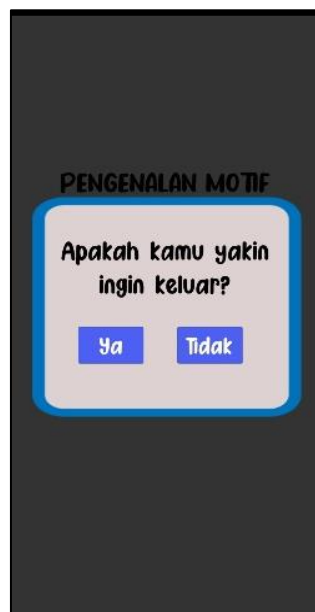 PENGENALAN MOTIF
Apakah kamu yakin
ingin keluar?
Ya
Tidak